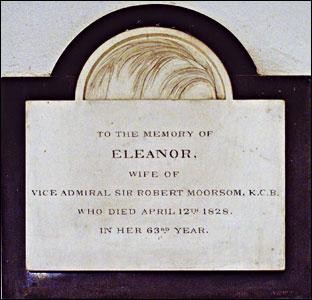 TO THE MEMORY OF
ELEANOR,
WIFE OF
VICE ADMIRAL SIR ROBERT MOORSOM, K.C.B.
WHO DIED APRIL 12TH 1828.
IN HER 63RD YEAR.